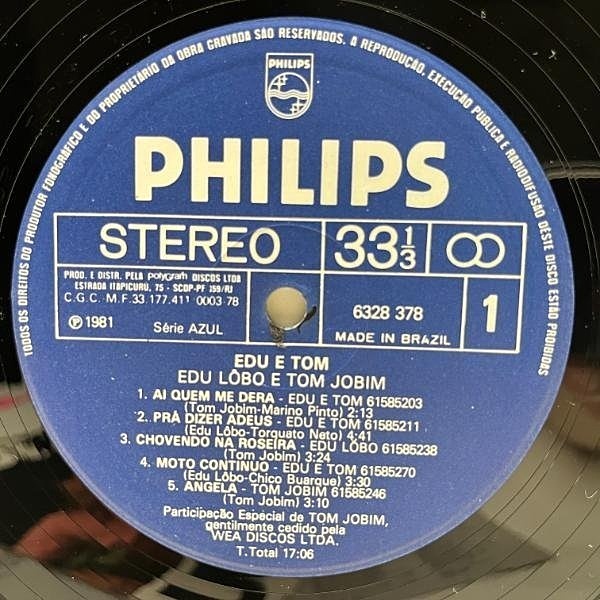 TODOS OS DIREITOS DO PRODUTOR FONOGRÁFICO E DO PROPRIETÁRIO DA OBRA GRAVADA SÃO RESERVADOS. A REPRODUÇÃO, EXECUÇÃO PÚBLICA E RADIODIFUSÃO DESTE DISCO ESTÃO PROIBIDAS
PHILIPS
PHILIPS
STEREO
33 1/3
PROD. E DISTR. PELA polygram DISCOS LTDA
ESTRADA ITAPICURU, 75 - SCDP-PF 159/RJ
C.G.C. M.F. 33.177.411 0003-78
Ⓟ 1981 Série AZUL
6328 378
MADE IN BRAZIL
1
EDU E TOM
EDU LÔBO E TOM JOBIM
1. AI QUEM ME DERA - EDU E TOM 61585203
(Tom Jobim-Marino Pinto) 2:13
2. PRÁ DIZER ADEUS - EDU E TOM 61585211
(Edu Lôbo-Torquato Neto) 4:41
3. CHOVENDO NA ROSEIRA - EDU LÔBO 61585238
(Tom Jobim) 3:24
4. MOTO CONTINUO - EDU E TOM 61585270
(Edu Lôbo-Chico Buarque) 3:30
5. ANGELA - TOM JOBIM 61585246
(Tom Jobim) 3:10
Participação Especial de TOM JOBIM,
gentilmente cedido pela
WEA DISCOS LTDA.
T.Total 17:06